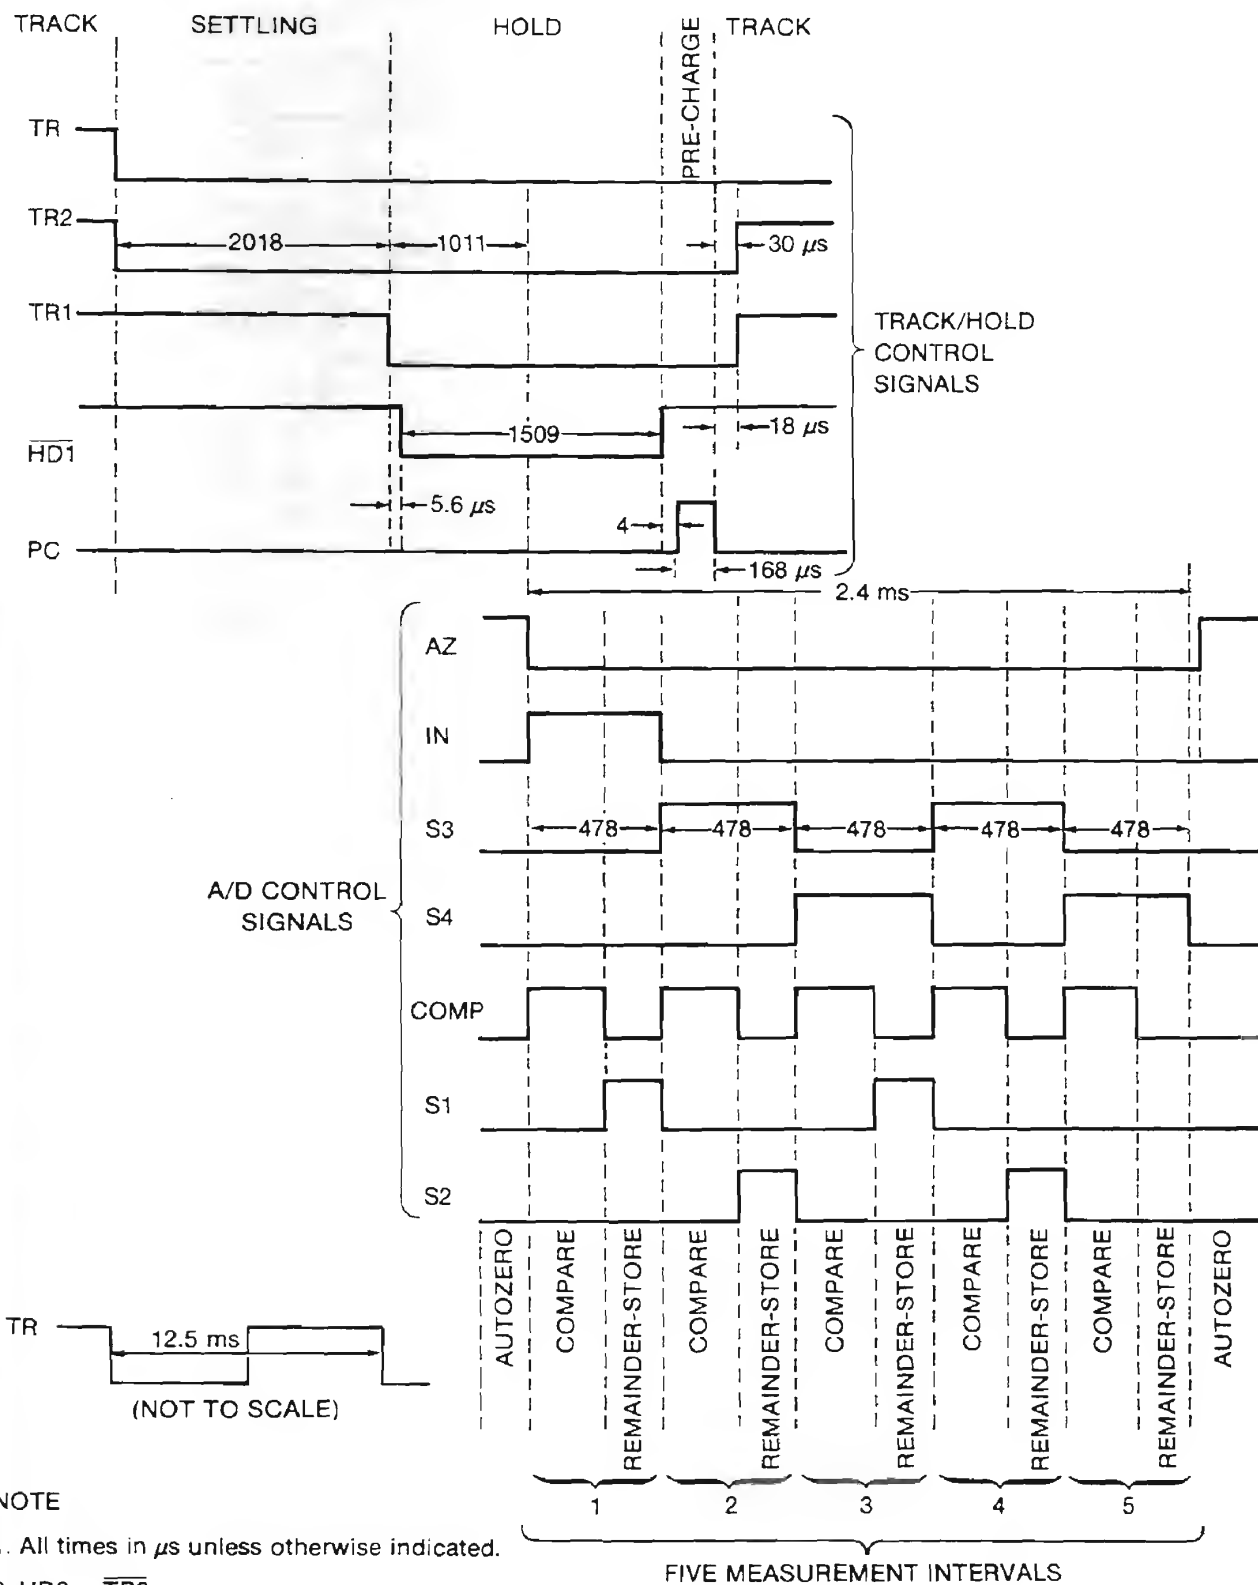 TRACK SETTLING HOLD PRE-CHARGE TRACK
TR
TR2 2018 1011 30 μs
TR1
TRACK/HOLD
CONTROL
SIGNALS
1509 18 μs
HD1
5.6 μs
4
PC
168 μs
2.4 ms
AZ
IN
S3 478 478 478 478 478
A/D CONTROL
SIGNALS
S4
COMP
S1
S2
AUTOZERO COMPARE REMAINDER-STORE COMPARE REMAINDER-STORE COMPARE REMAINDER-STORE COMPARE REMAINDER-STORE COMPARE REMAINDER-STORE AUTOZERO
TR
12.5 ms
(NOT TO SCALE)
1 2 3 4 5
NOTE
. All times in μs unless otherwise indicated.
FIVE MEASUREMENT INTERVALS